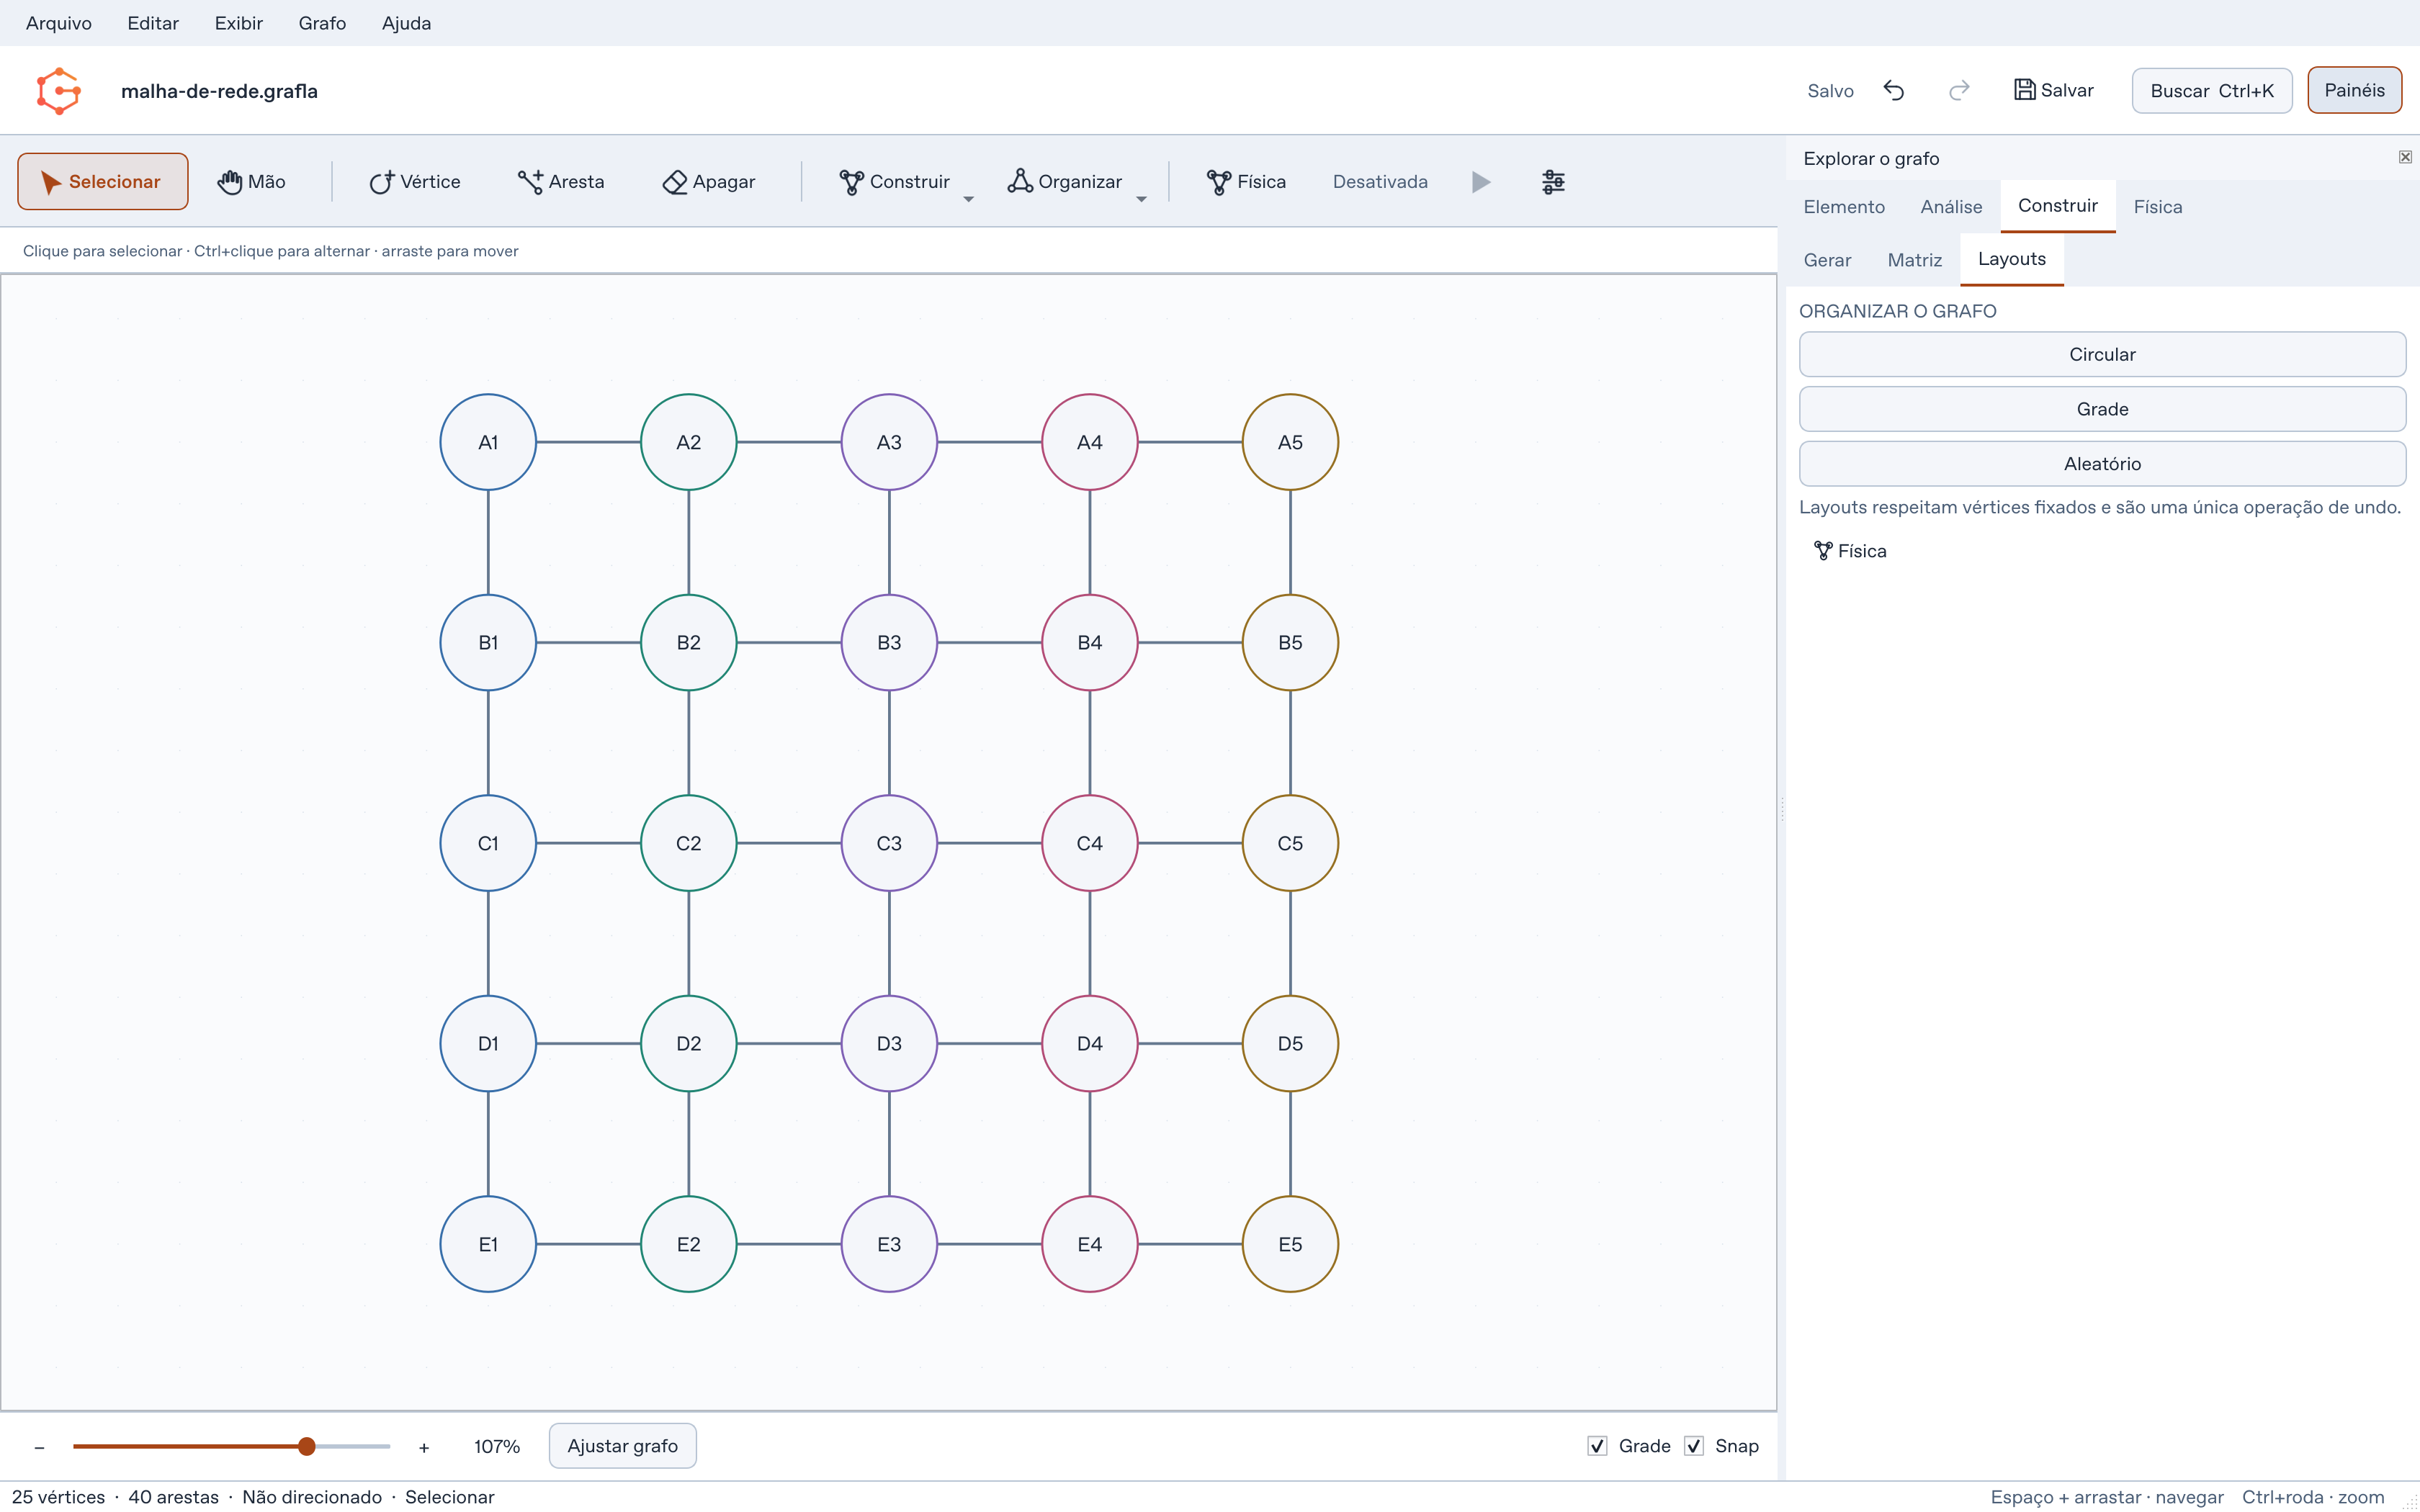 Arquivo Editar Exibir Grafo Ajuda
malha-de-rede.grafla
Salvo Salvar Buscar Ctrl+K Painéis
Selecionar Mão Vértice Aresta Apagar Construir Organizar Física Desativada
Clique para selecionar · Ctrl+clique para alternar · arraste para mover
A1 A2 A3 A4 A5
B1 B2 B3 B4 B5
C1 C2 C3 C4 C5
D1 D2 D3 D4 D5
E1 E2 E3 E4 E5
Explorar o grafo
Elemento Análise Construir Física
Gerar Matriz Layouts
ORGANIZAR O GRAFO
Circular
Grade
Aleatório
Layouts respeitam vértices fixados e são uma única operação de undo.
Física
− + 107% Ajustar grafo Grade Snap
25 vértices · 40 arestas · Não direcionado · Selecionar
Espaço + arrastar · navegar Ctrl+roda · zoom